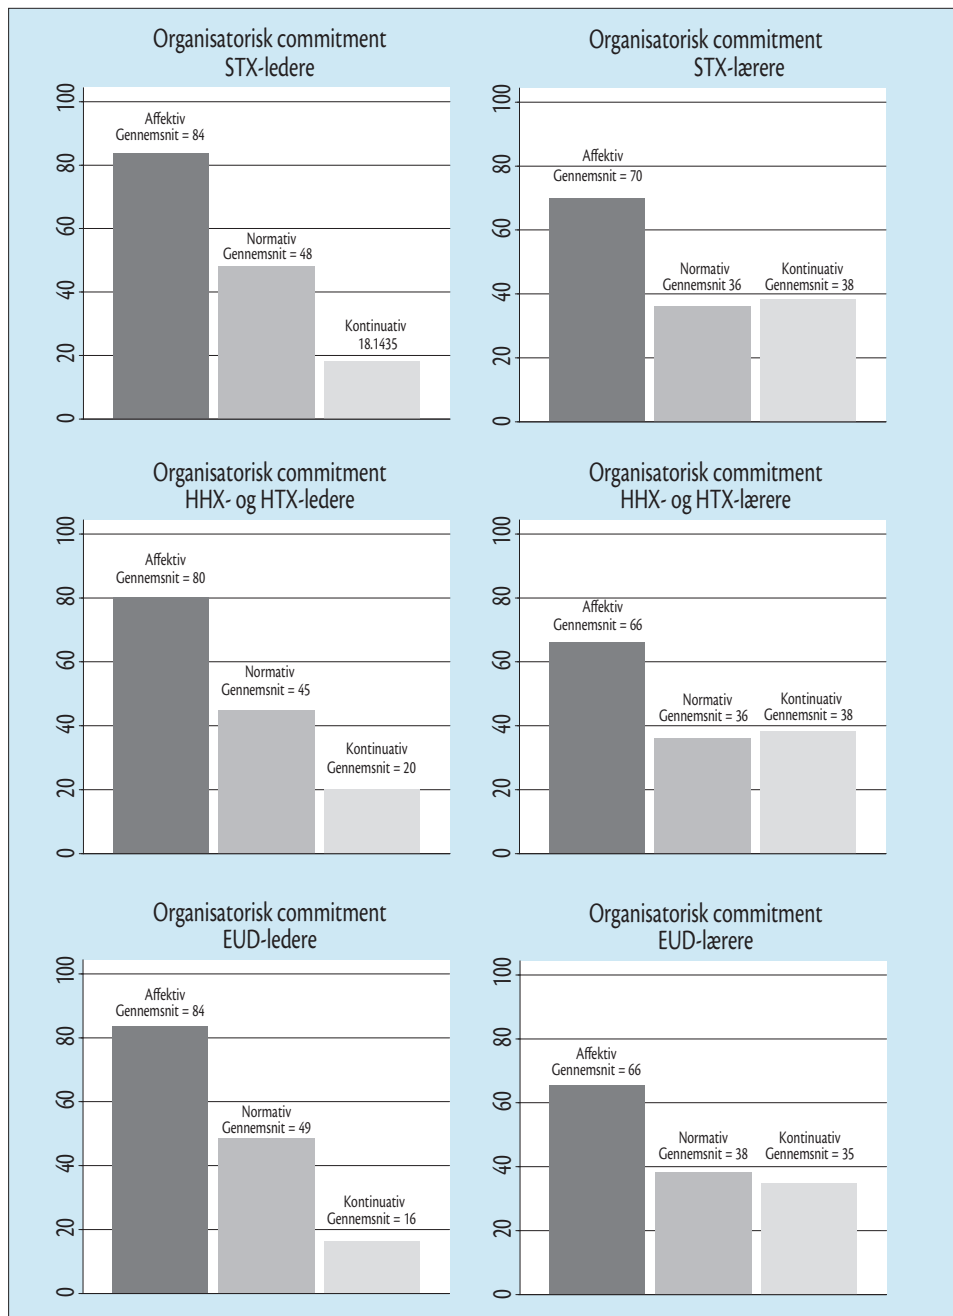 Organisatorisk commitment
STX-ledere
100
80
60
40
20
0
Affektiv
Gennemsnit = 84
Normativ
Gennemsnit = 48
Kontinuativ
18.1435
Organisatorisk commitment
STX-lærere
100
80
60
40
20
0
Affektiv
Gennemsnit = 70
Normativ
Gennemsnit 36
Kontinuativ
Gennemsnit = 38
Organisatorisk commitment
HHX- og HTX-ledere
100
80
60
40
20
0
Affektiv
Gennemsnit = 80
Normativ
Gennemsnit = 45
Kontinuativ
Gennemsnit = 20
Organisatorisk commitment
HHX- og HTX-lærere
100
80
60
40
20
0
Affektiv
Gennemsnit = 66
Normativ
Gennemsnit = 36
Kontinuativ
Gennemsnit = 38
Organisatorisk commitment
EUD-ledere
100
80
60
40
20
0
Affektiv
Gennemsnit = 84
Normativ
Gennemsnit = 49
Kontinuativ
Gennemsnit = 16
Organisatorisk commitment
EUD-lærere
100
80
60
40
20
0
Affektiv
Gennemsnit = 66
Normativ
Gennemsnit = 38
Kontinuativ
Gennemsnit = 35